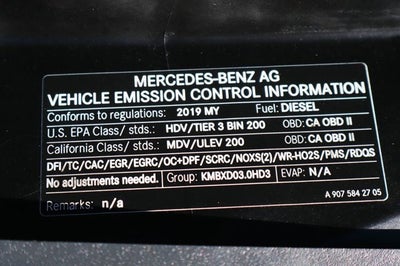 MERCEDES-BENZ AG
VEHICLE EMISSION CONTROL INFORMATION
Conforms to regulations: 2019 MY Fuel: DIESEL
U.S. EPA Class/ stds.: HDV/TIER 3 BIN 200 OBD: CA OBD II
California Class/ stds.: MDV/ULEV 200 OBD: CA OBD II
DFI/TC/CAC/EGR/EGRC/OC+DPF/SCRC/NOXS(2)/WR-HO2S/PMS/RDQS
No adjustments needed. Group: KMBXD03.0HD3 EVAP: N/A
Remarks: n/a A 907 584 27 05